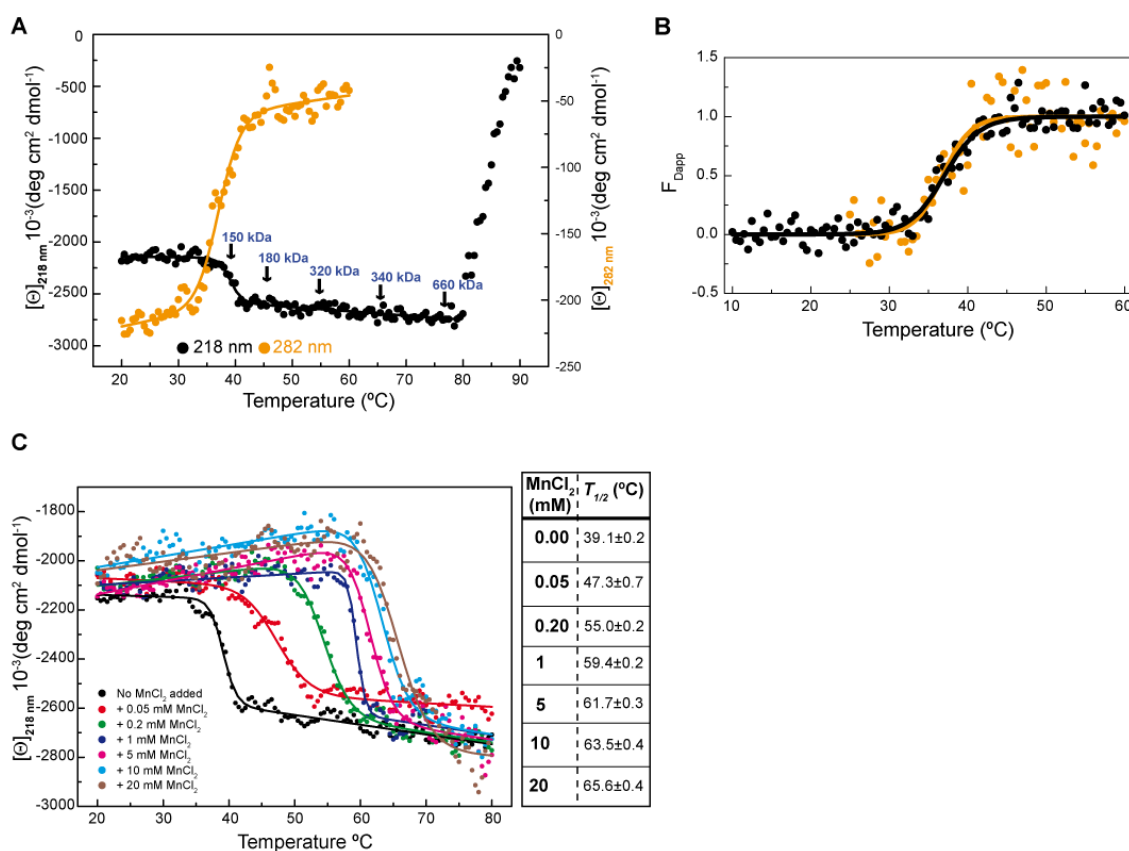 A
[Θ]218 nm 10-3(deg cm2 dmol-1)
0
-500
-1000
-1500
-2000
-2500
-3000
150 kDa
180 kDa
320 kDa
340 kDa
660 kDa
218 nm 282 nm
20 30 40 50 60 70 80 90
Temperature (ºC)
0
-50
-100
-150
-200
-250
[Θ]282 nm 10-3(deg cm2 dmol-1)
B
FDapp
1.5
1.0
0.5
0.0
-0.5
10 20 30 40 50 60
Temperature (ºC)
C
[Θ]218 nm 10-3(deg cm2 dmol-1)
-1800
-2000
-2200
-2400
-2600
-2800
-3000
No MnCl2 added
+ 0.05 mM MnCl2
+ 0.2 mM MnCl2
+ 1 mM MnCl2
+ 5 mM MnCl2
+ 10 mM MnCl2
+ 20 mM MnCl2
20 30 40 50 60 70 80
Temperature ºC
MnCl2 (mM) T1/2 (ºC)
0.00 39.1±0.2
0.05 47.3±0.7
0.20 55.0±0.2
1 59.4±0.2
5 61.7±0.3
10 63.5±0.4
20 65.6±0.4